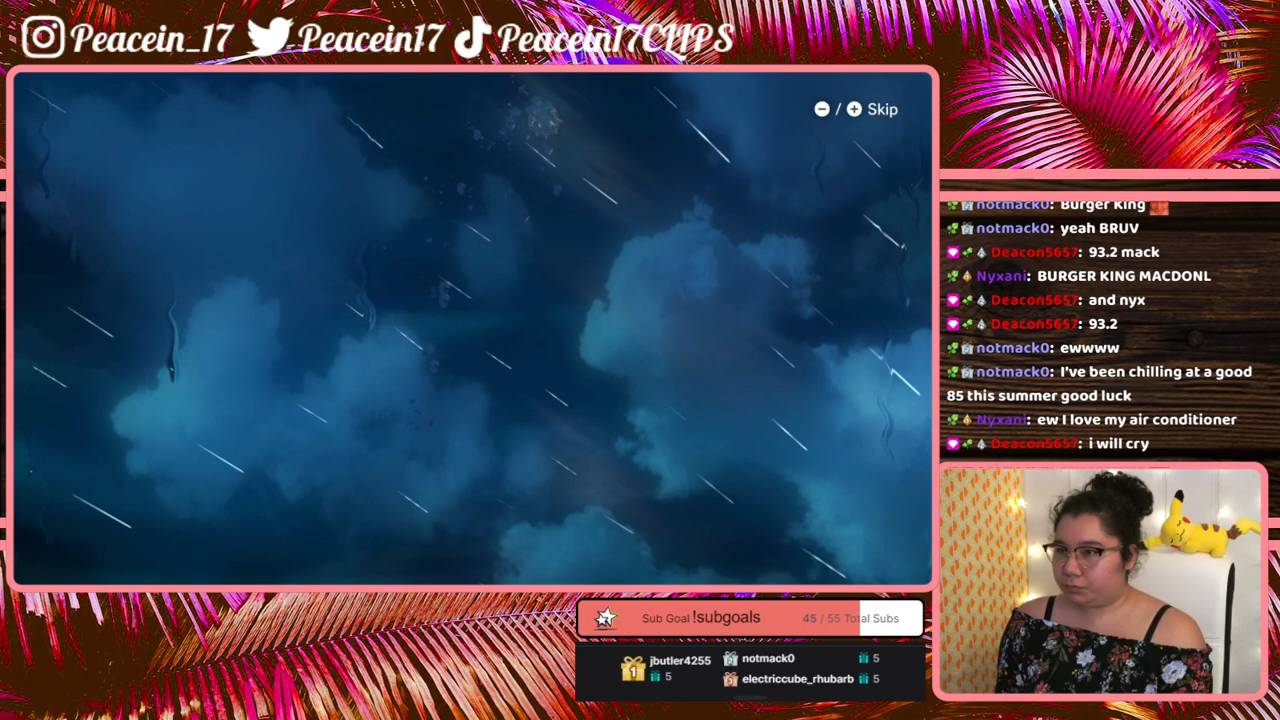 Peacein_17 Peacein17 Peacein17ClIPS
− / + Skip
notmack0: Burger King
notmack0: yeah BRUV
Deacon5657: 93.2 mack
Nyxani: BURGER KING MACDONL
Deacon5657: and nyx
Deacon5657: 93.2
notmack0: ewwww
notmack0: I've been chilling at a good
85 this summer good luck
Nyxani: ew I love my air conditioner
Deacon5657: i will cry
Sub Goal !subgoals 45 / 55 Total Subs
1 jbutler4255 5
notmack0 5
electriccube_rhubarb 5